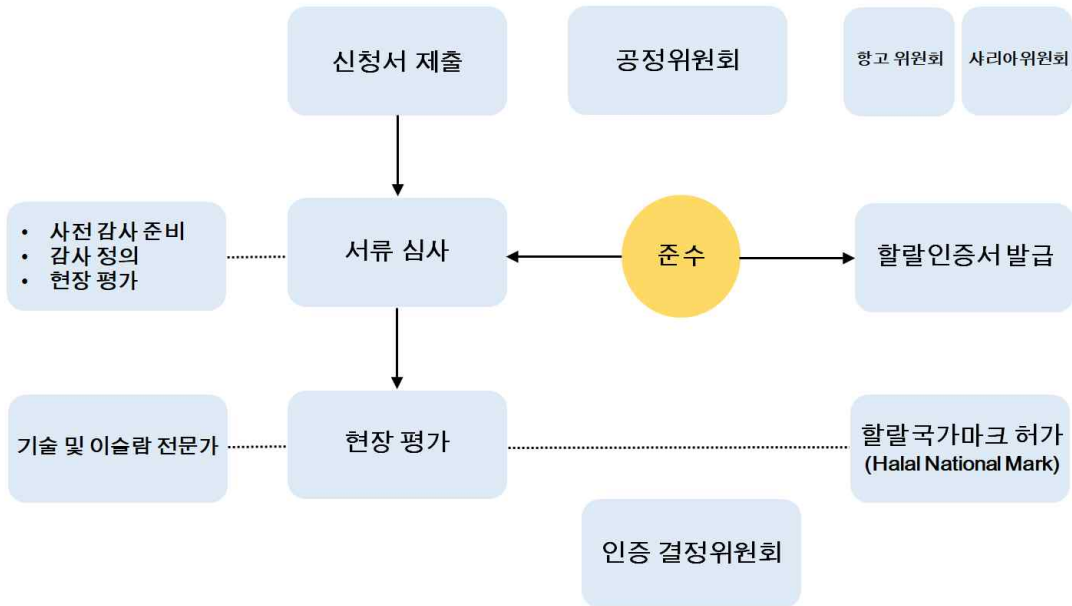 신청서 제출
공정위원회
항고 위원회
샤리아위원회
• 사전 감사 준비
• 감사 정의
• 현장 평가
서류 심사
준수
할랄인증서 발급
기술 및 이슬람 전문가
현장 평가
할랄국가마크 허가
(Halal National Mark)
인증 결정위원회